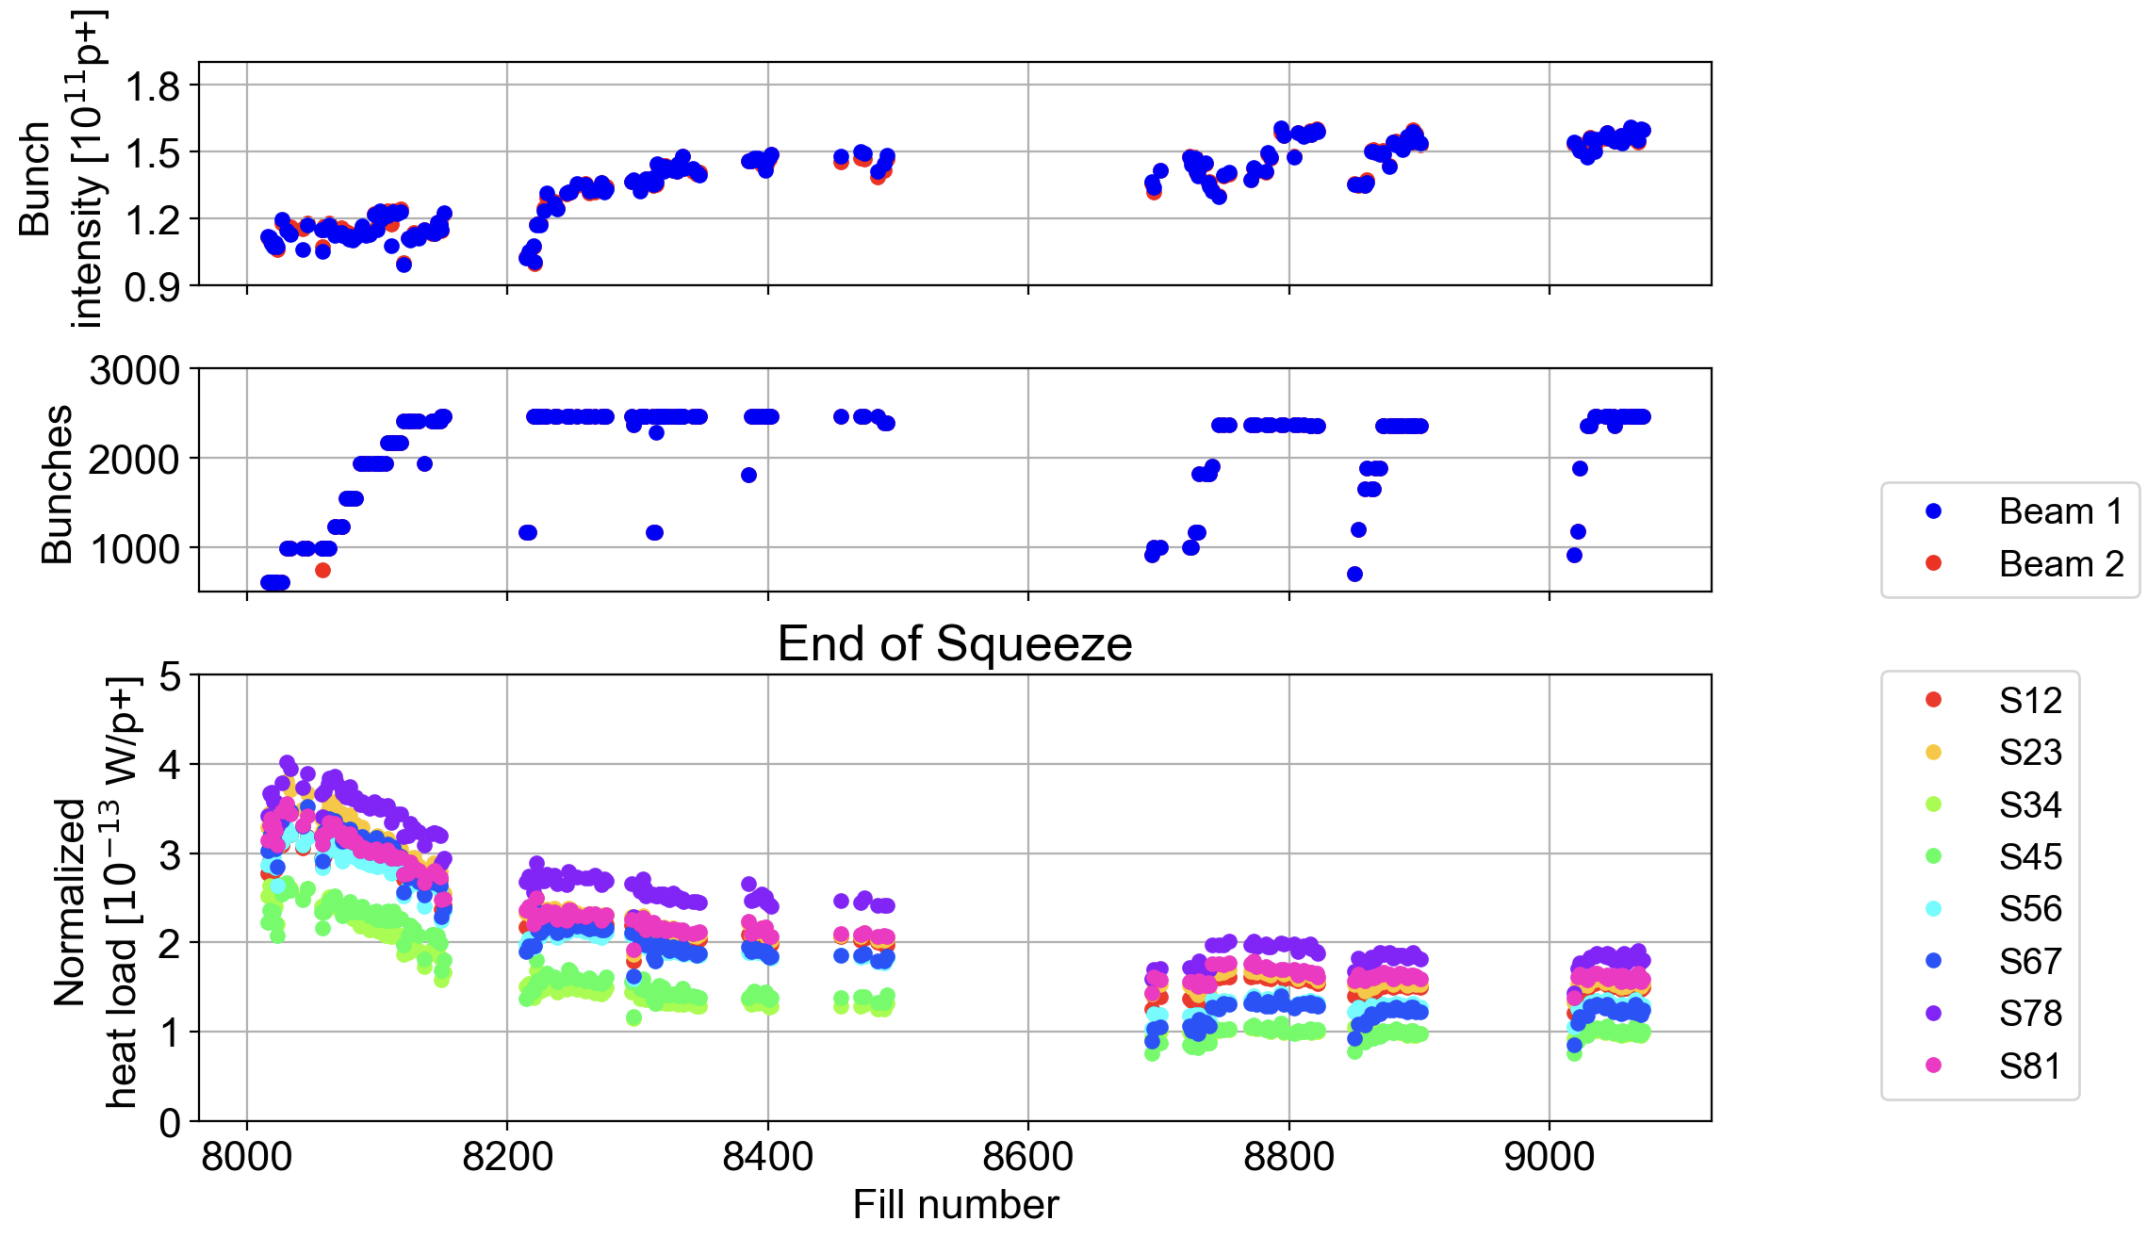 Bunch
intensity [10¹¹p+]
1.8
1.5
1.2
0.9
Bunches
3000
2000
1000
Beam 1
Beam 2
End of Squeeze
Normalized
heat load [10⁻¹³ W/p+]
5
4
3
2
1
0
8000 8200 8400 8600 8800 9000
Fill number
S12
S23
S34
S45
S56
S67
S78
S81